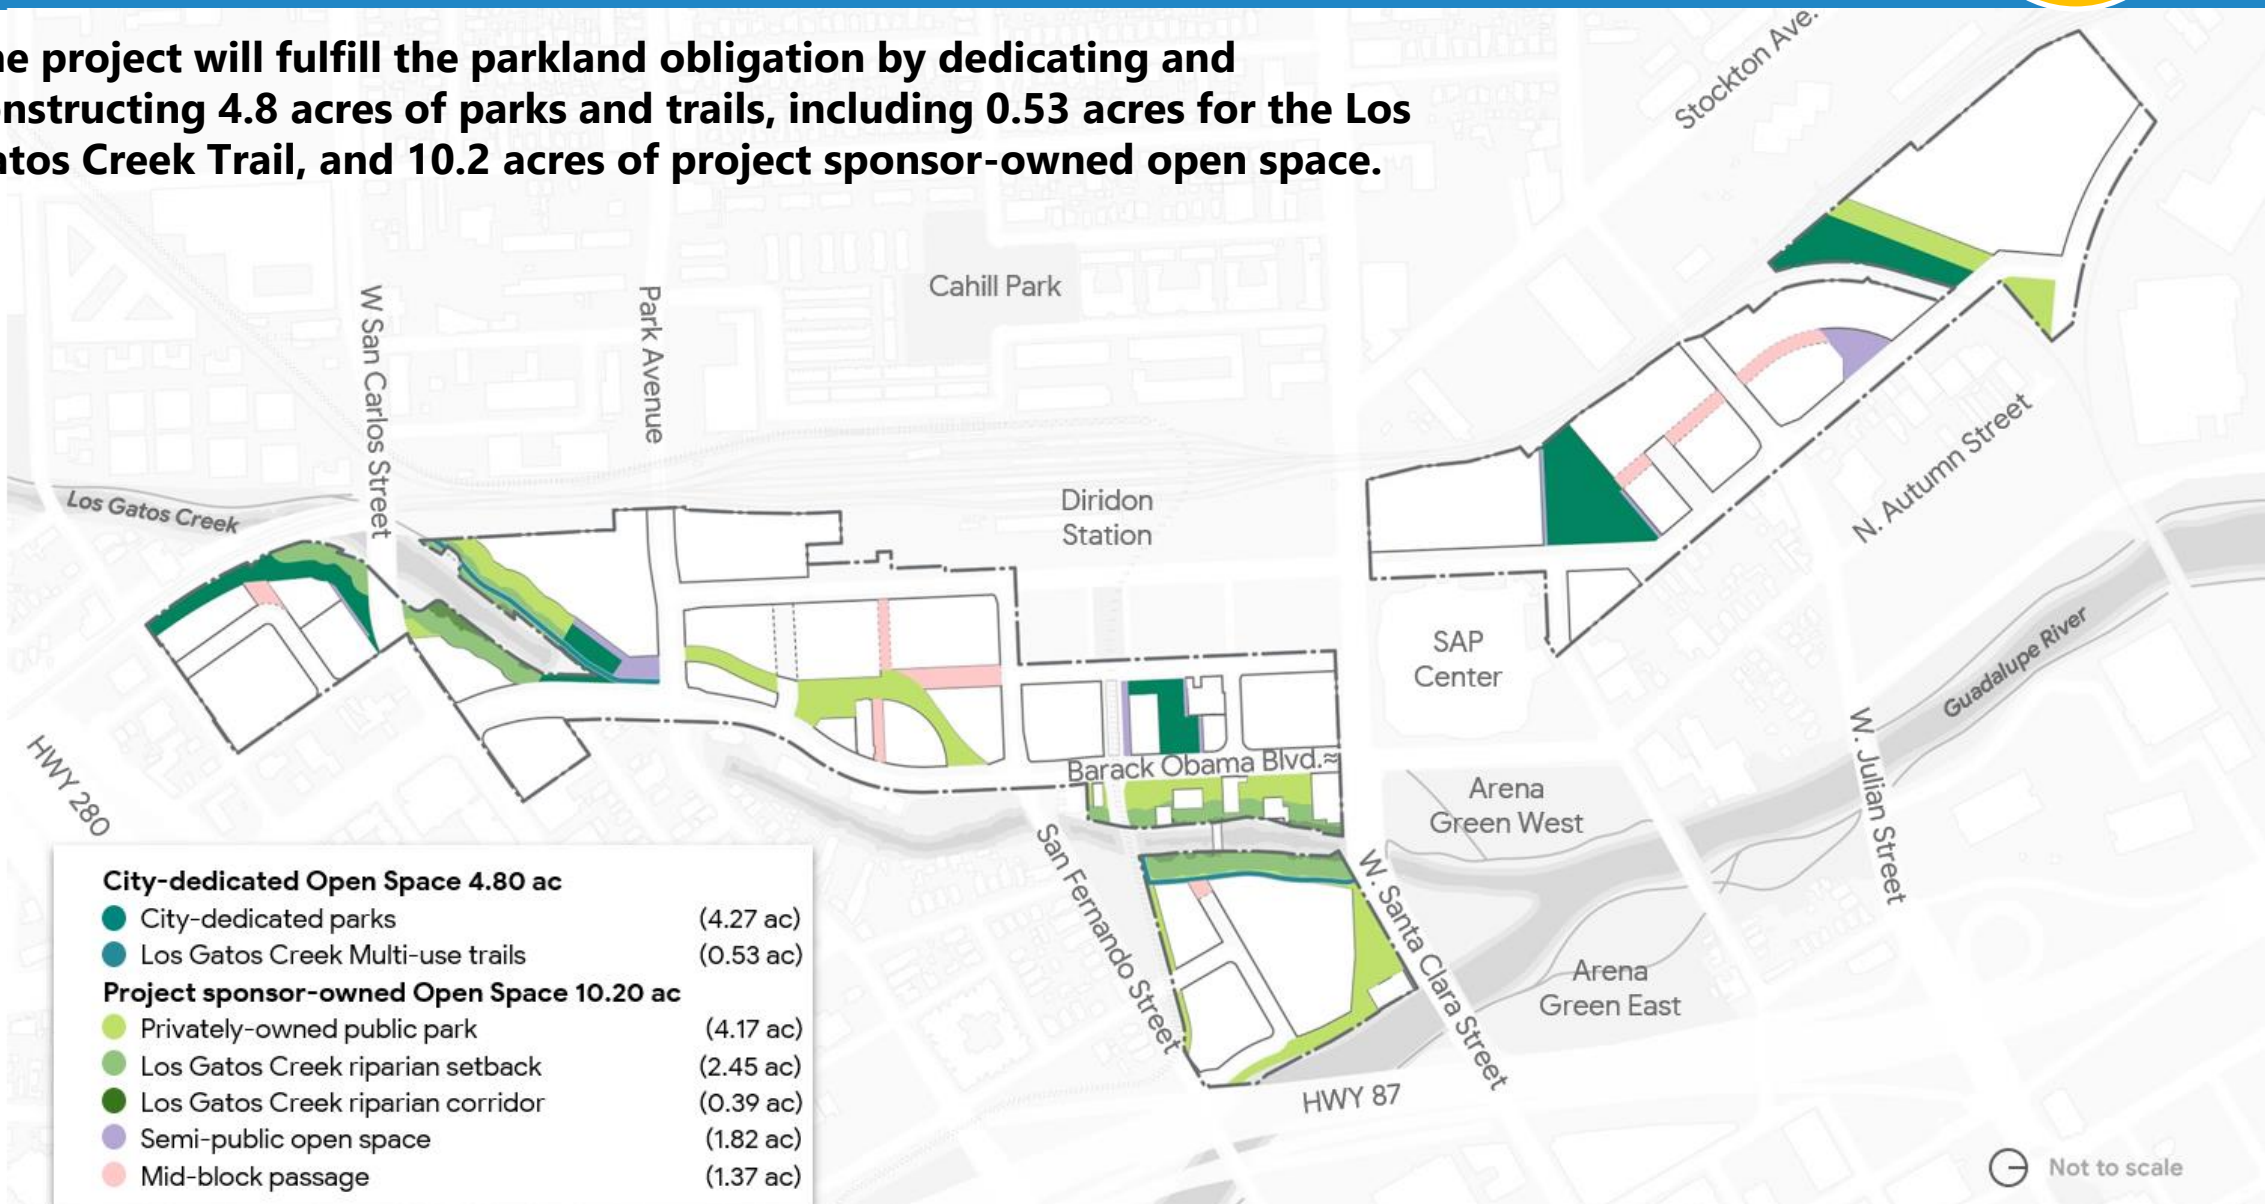 he project will fulfill the parkland obligation by dedicating and
nstructing 4.8 acres of parks and trails, including 0.53 acres for the Los
atos Creek Trail, and 10.2 acres of project sponsor-owned open space.
Stockton Ave.
Cahill Park
W San Carlos Street
Park Avenue
Los Gatos Creek
Diridon
Station
N. Autumn Street
SAP
Center
Guadalupe River
HWY 280
Barack Obama Blvd.
Arena
Green West
W. Julian Street
San Fernando Street
W. Santa Clara Street
Arena
Green East
HWY 87
City-dedicated Open Space 4.80 ac
City-dedicated parks (4.27 ac)
Los Gatos Creek Multi-use trails (0.53 ac)
Project sponsor-owned Open Space 10.20 ac
Privately-owned public park (4.17 ac)
Los Gatos Creek riparian setback (2.45 ac)
Los Gatos Creek riparian corridor (0.39 ac)
Semi-public open space (1.82 ac)
Mid-block passage (1.37 ac)
Not to scale